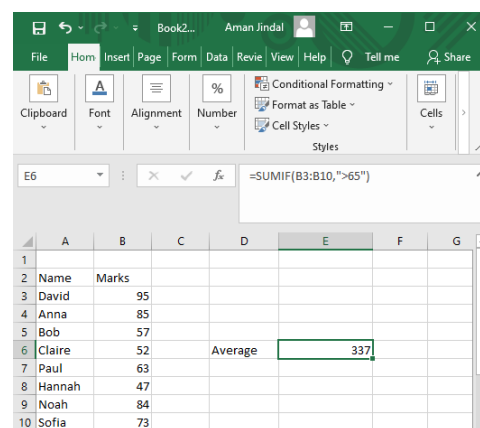 Book2... Aman Jindal
File Hom Insert Page Form Data Revie View Help Tell me Share
Clipboard Font Alignment Number Conditional Formatting Format as Table Cell Styles Cells
Styles
E6 fx =SUMIF(B3:B10,">65")
A B C D E F G
1
2 Name Marks
3 David 95
4 Anna 85
5 Bob 57
6 Claire 52 Average 337
7 Paul 63
8 Hannah 47
9 Noah 84
10 Sofia 73